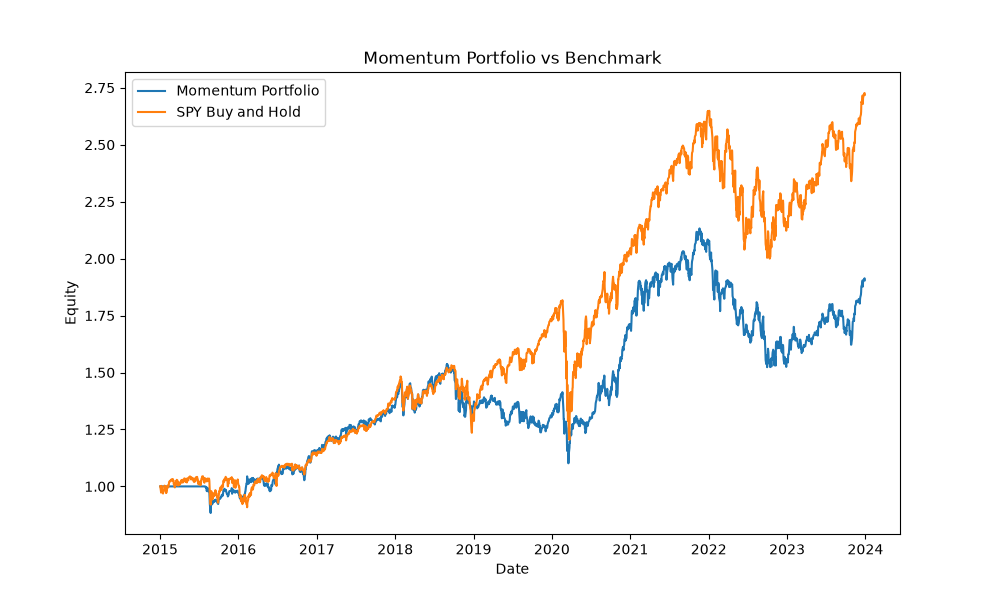 Momentum Portfolio vs Benchmark
Momentum Portfolio
SPY Buy and Hold
2.75
2.50
2.25
2.00
1.75
1.50
1.25
1.00
Equity
2015 2016 2017 2018 2019 2020 2021 2022 2023 2024
Date